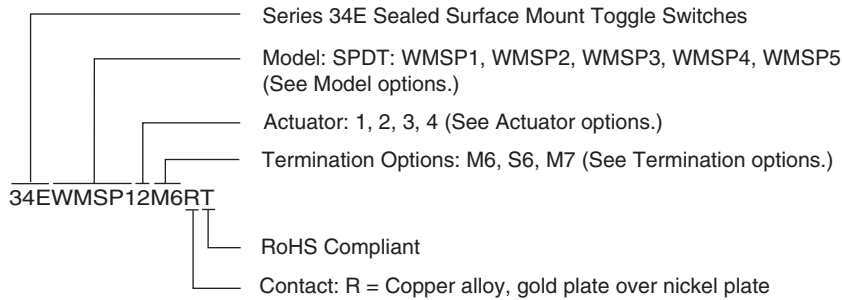 Series 34E Sealed Surface Mount Toggle Switches
Model: SPDT: WMSP1, WMSP2, WMSP3, WMSP4, WMSP5
(See Model options.)
Actuator: 1, 2, 3, 4 (See Actuator options.)
Termination Options: M6, S6, M7 (See Termination options.)
34EWMSP12M6RT
RoHS Compliant
Contact: R = Copper alloy, gold plate over nickel plate